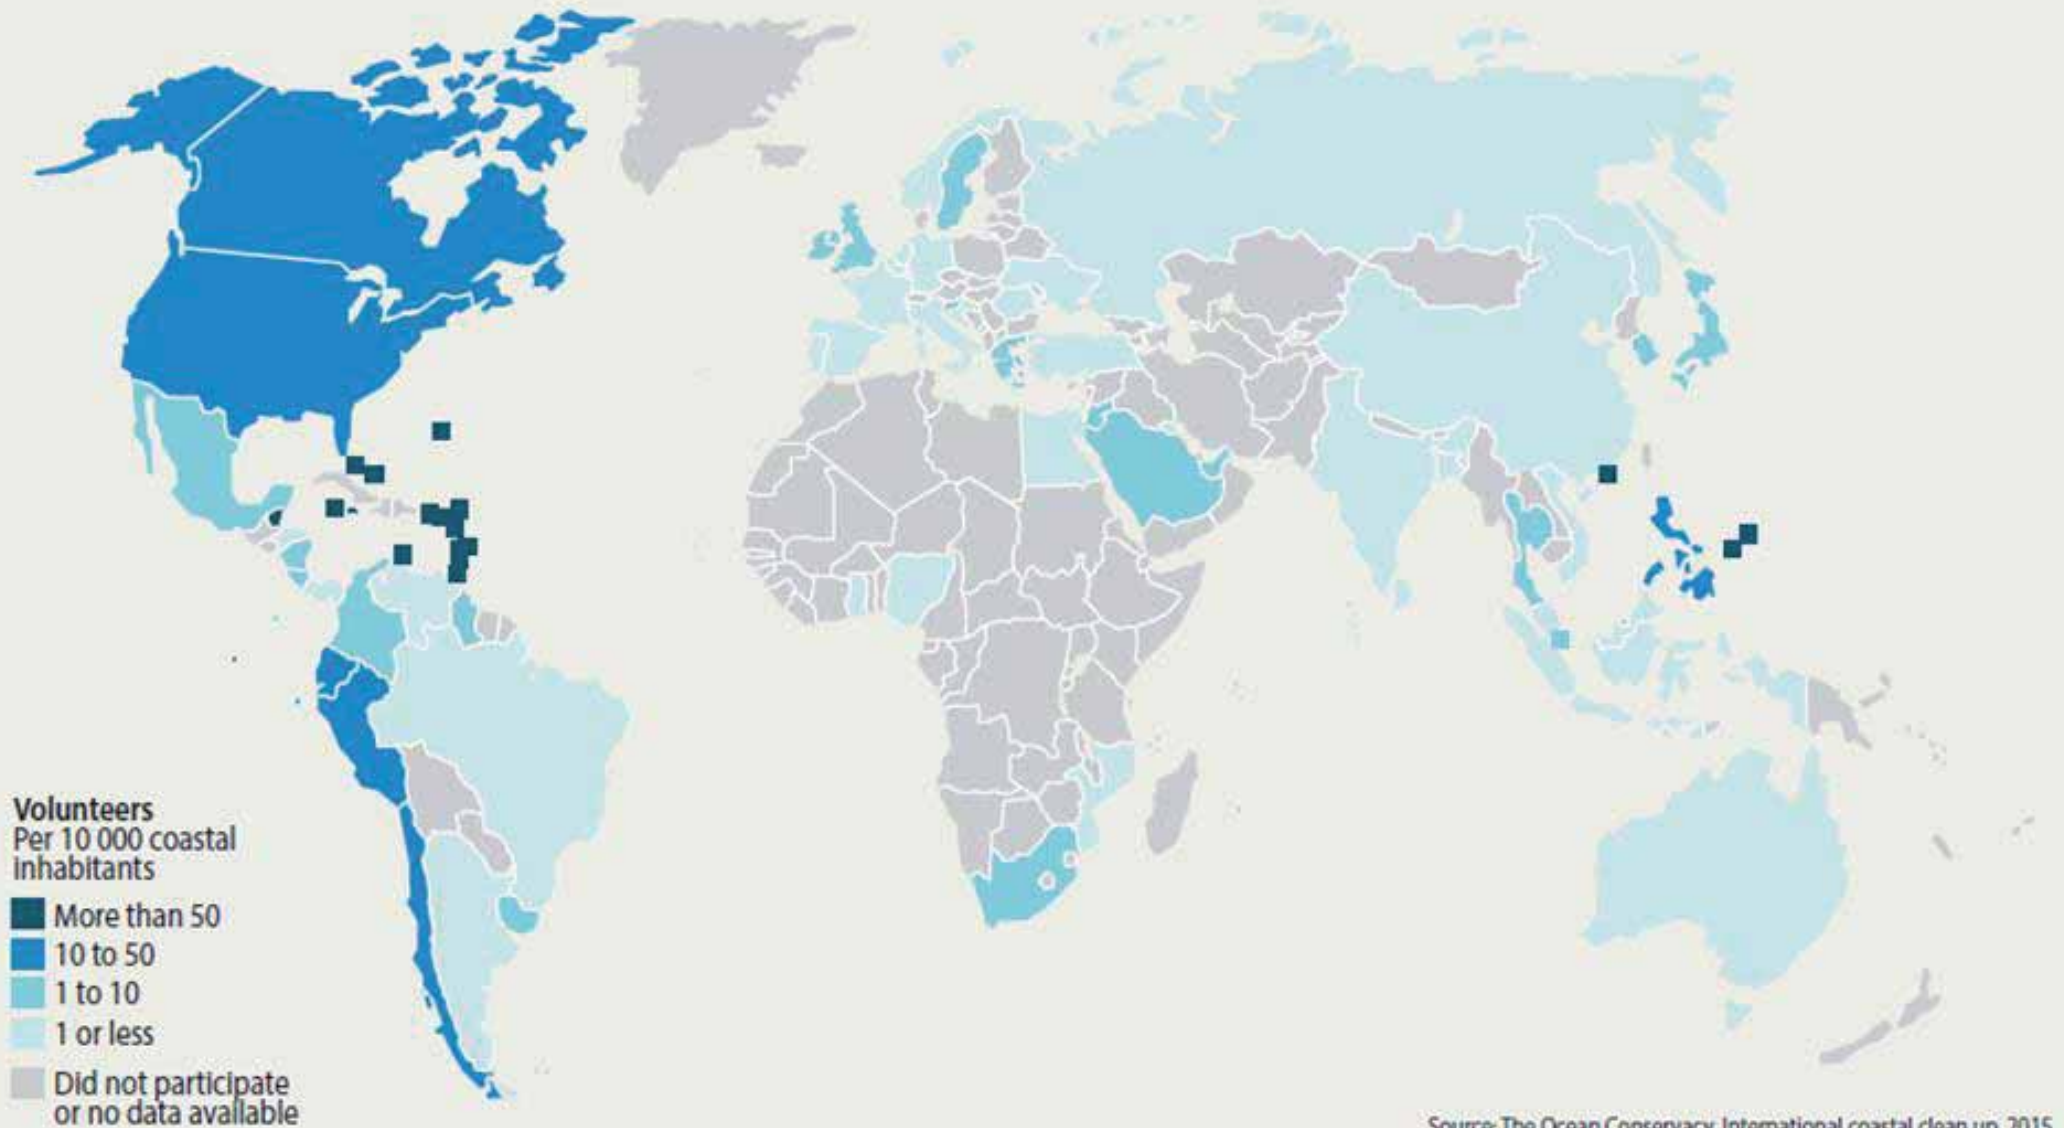 Volunteers
Per 10 000 coastal
inhabitants
More than 50
10 to 50
1 to 10
1 or less
Did not participate
or no data available
Source: The Ocean Conservacy, International coastal clean up, 2015